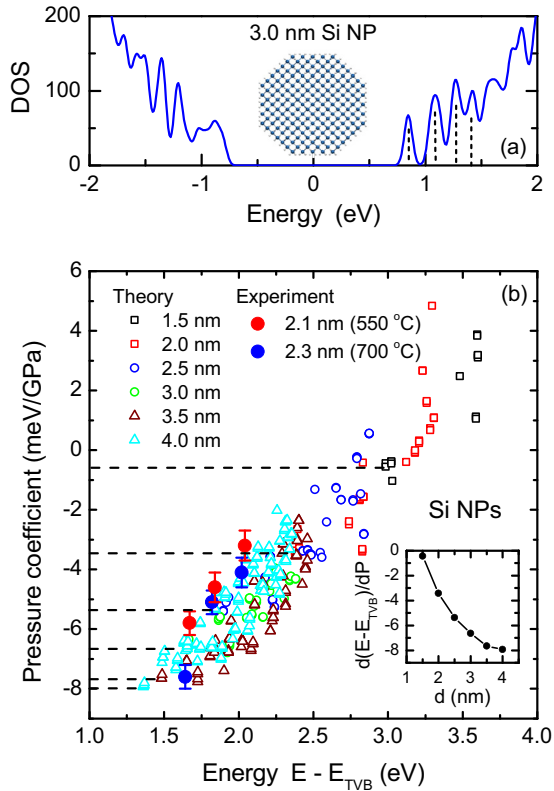 200
100
0
DOS
3.0 nm Si NP
(a)
-2 -1 0 1 2
Energy (eV)
6
4
2
0
-2
-4
-6
-8
Pressure coefficient (meV/GPa)
(b)
Theory Experiment
1.5 nm 2.1 nm (550 °C)
2.0 nm 2.3 nm (700 °C)
2.5 nm
3.0 nm
3.5 nm
4.0 nm
Si NPs
0
-2
-4
-6
-8
d(E-E_TVB)/dP
1 2 3 4
d (nm)
1.0 1.5 2.0 2.5 3.0 3.5 4.0
Energy E - E_TVB (eV)